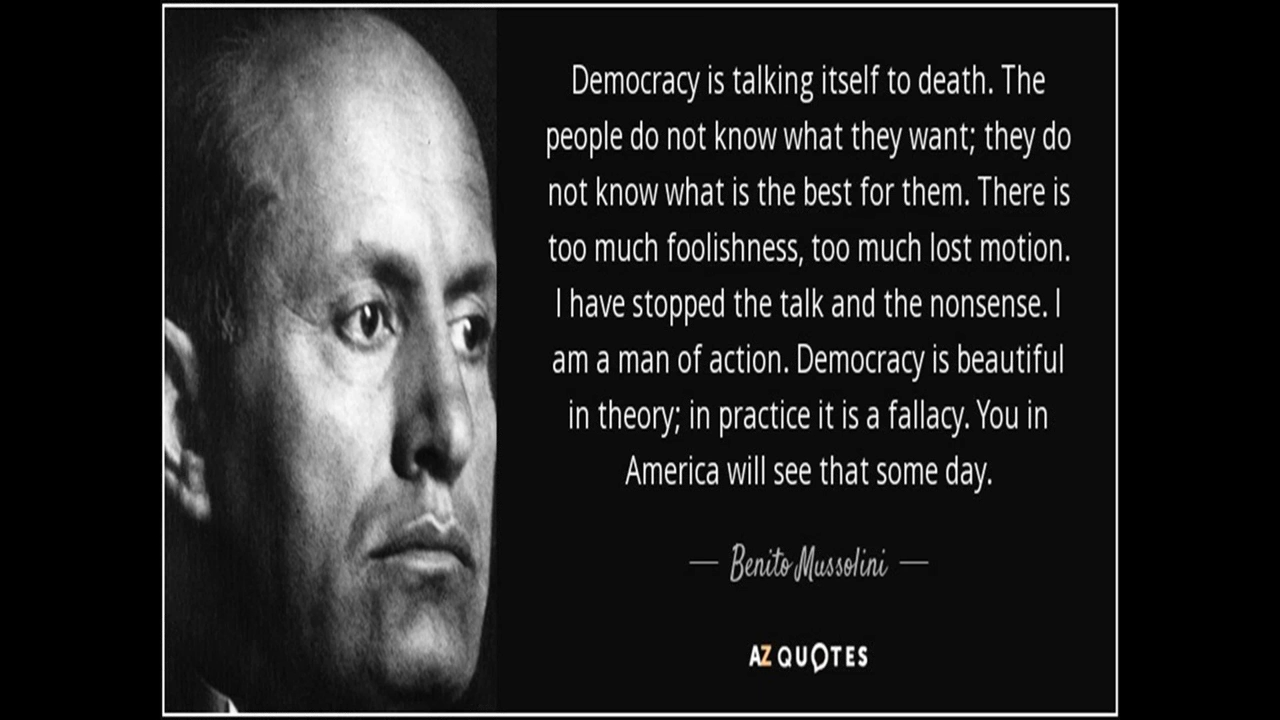 Democracy is talking itself to death. The
people do not know what they want; they do
not know what is the best for them. There is
too much foolishness, too much lost motion.
I have stopped the talk and the nonsense. I
am a man of action. Democracy is beautiful
in theory; in practice it is a fallacy. You in
America will see that some day.
— Benito Mussolini —
AZ QUOTES